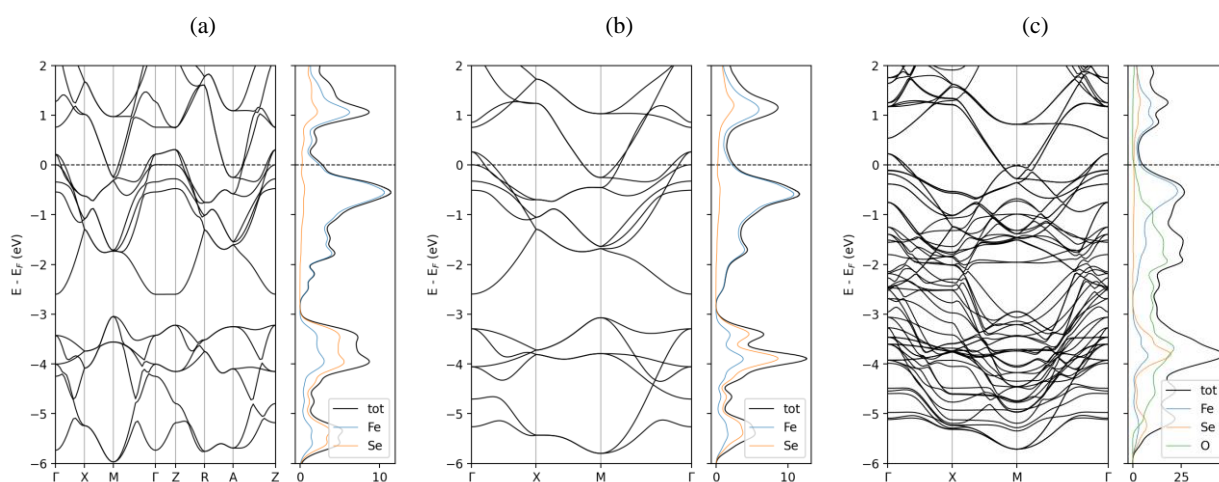 (a)
(b)
(c)
E - E_F (eV)
2
1
0
−1
−2
−3
−4
−5
−6
Γ X M Γ Z R A Z
0 10
tot
Fe
Se
E - E_F (eV)
2
1
0
−1
−2
−3
−4
−5
−6
Γ X M Γ
0 10
tot
Fe
Se
E - E_F (eV)
2
1
0
−1
−2
−3
−4
−5
−6
Γ X M Γ
0 25
tot
Fe
Se
O